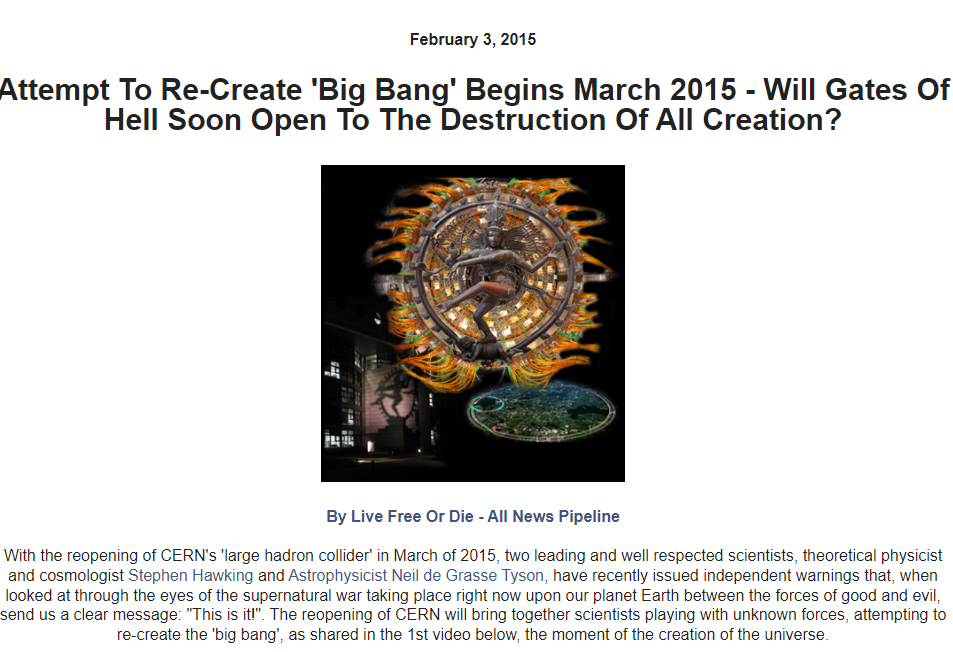 February 3, 2015
Attempt To Re-Create 'Big Bang' Begins March 2015 - Will Gates Of
Hell Soon Open To The Destruction Of All Creation?
By Live Free Or Die - All News Pipeline
With the reopening of CERN's 'large hadron collider' in March of 2015, two leading and well respected scientists, theoretical physicist
and cosmologist Stephen Hawking and Astrophysicist Neil de Grasse Tyson, have recently issued independent warnings that, when
looked at through the eyes of the supernatural war taking place right now upon our planet Earth between the forces of good and evil,
send us a clear message: "This is it!". The reopening of CERN will bring together scientists playing with unknown forces, attempting to
re-create the 'big bang', as shared in the 1st video below, the moment of the creation of the universe.